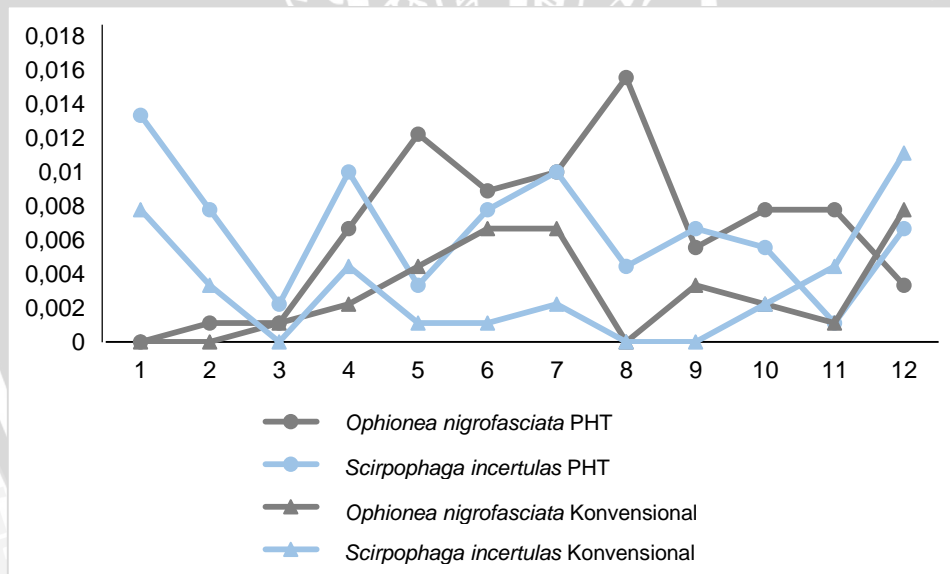 0,018
0,016
0,014
0,012
0,01
0,008
0,006
0,004
0,002
0
1 2 3 4 5 6 7 8 9 10 11 12
Ophionea nigrofasciata PHT
Scirpophaga incertulas PHT
Ophionea nigrofasciata Konvensional
Scirpophaga incertulas Konvensional